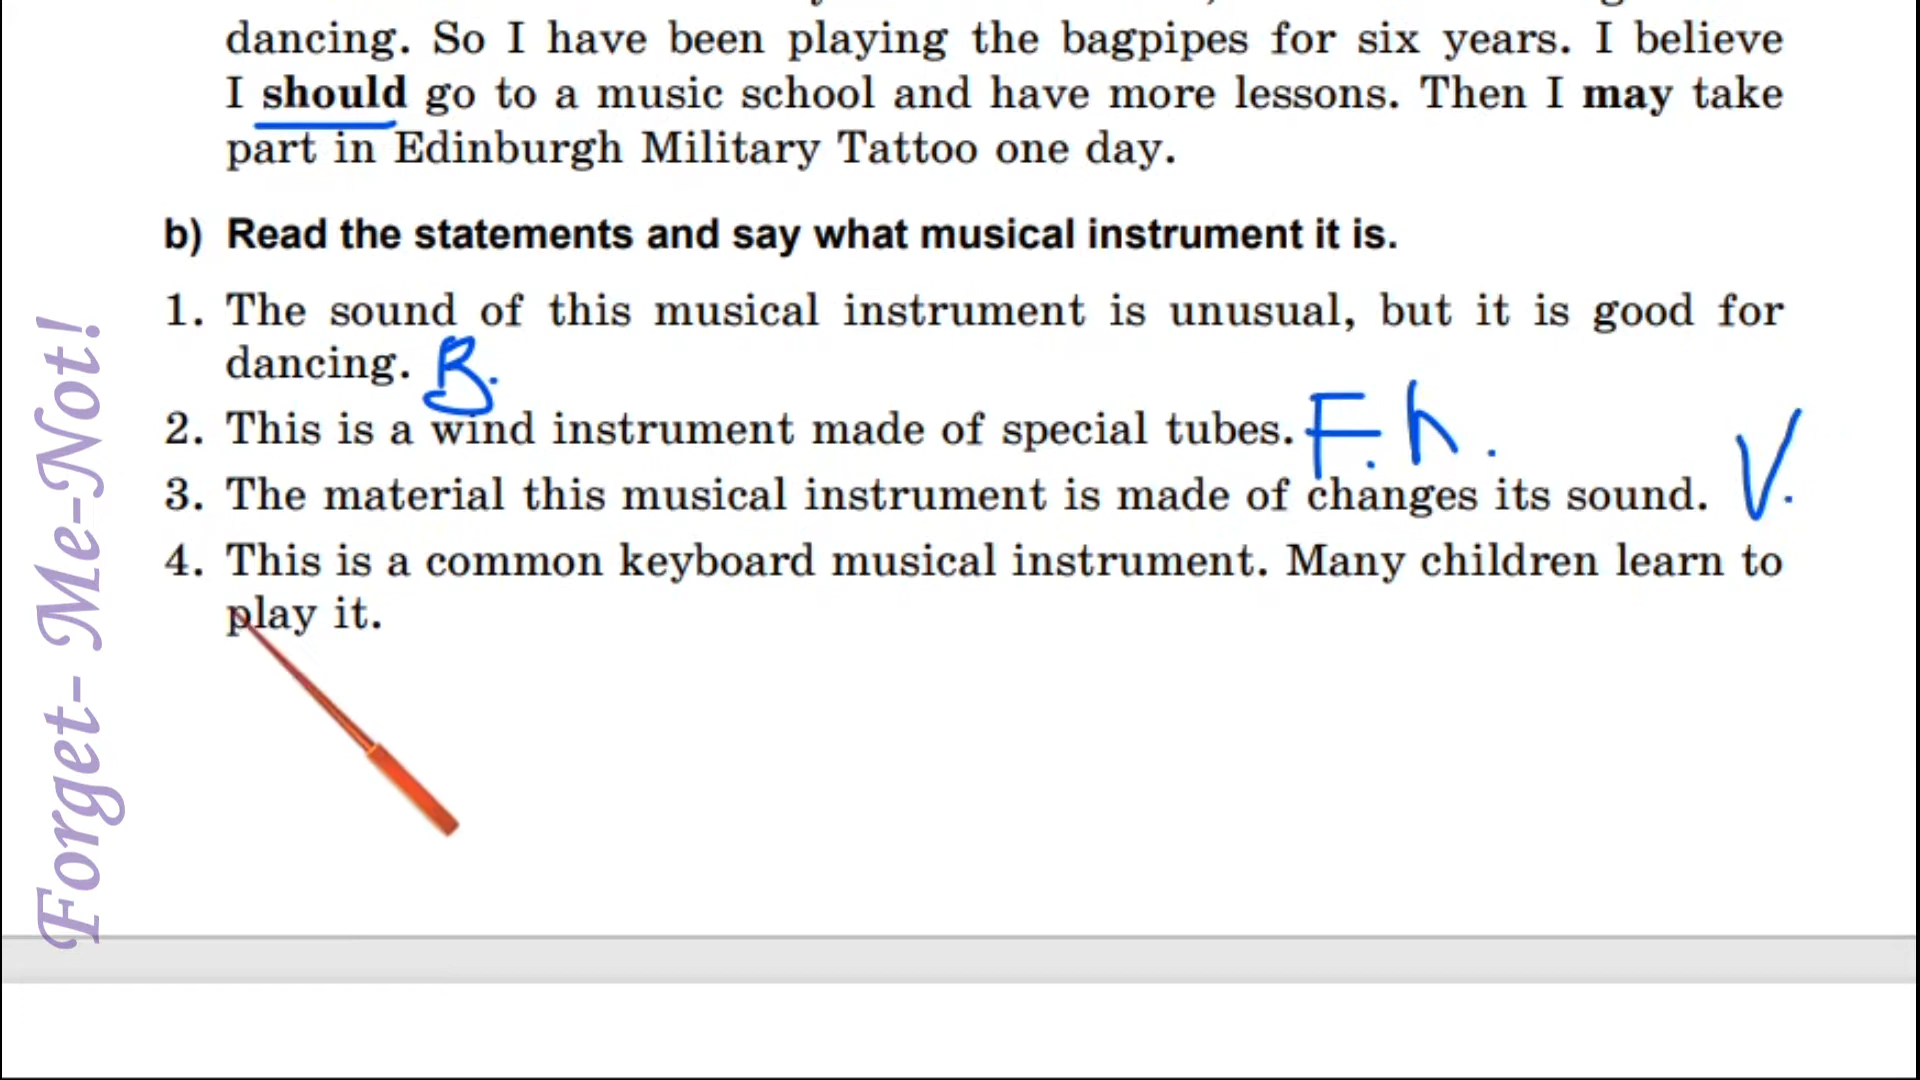 dancing. So I have been playing the bagpipes for six years. I believe
I should go to a music school and have more lessons. Then I may take
part in Edinburgh Military Tattoo one day.
b) Read the statements and say what musical instrument it is.
1. The sound of this musical instrument is unusual, but it is good for
dancing. B.
2. This is a wind instrument made of special tubes. F. h.
3. The material this musical instrument is made of changes its sound. V.
4. This is a common keyboard musical instrument. Many children learn to
play it.
Forget- Me-Not!